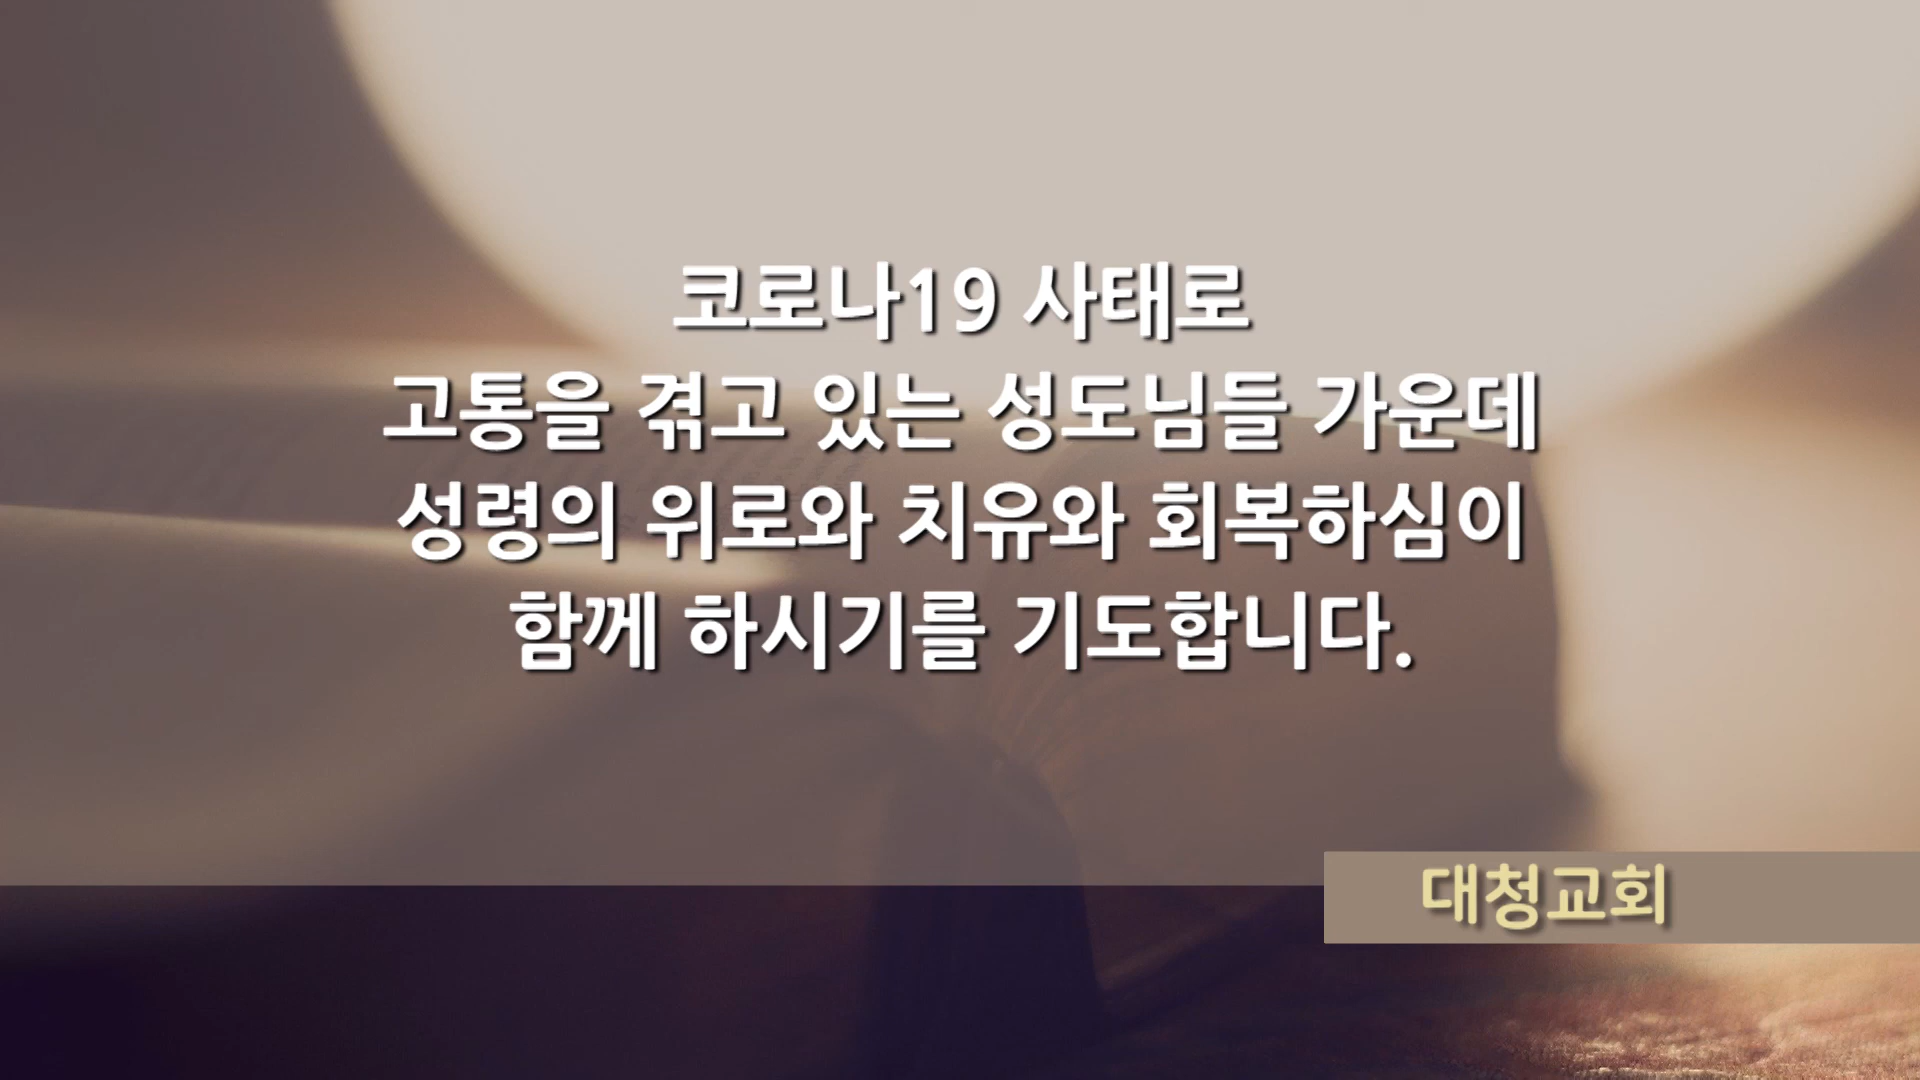 코로나19 사태로
고통을 겪고 있는 성도님들 가운데
성령의 위로와 치유와 회복하심이
함께 하시기를 기도합니다.
대청교회